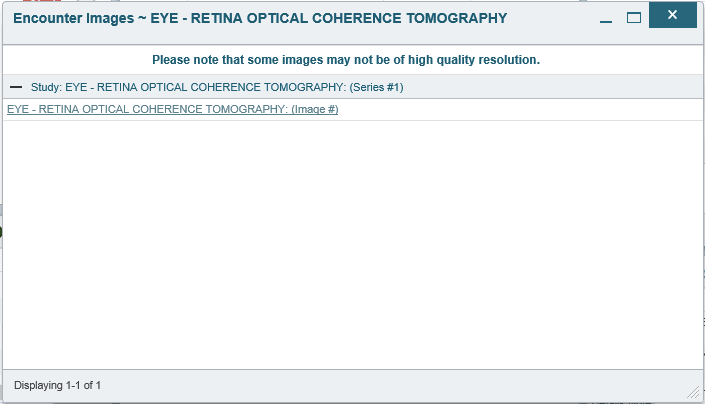 Encounter Images ~ EYE - RETINA OPTICAL COHERENCE TOMOGRAPHY
Please note that some images may not be of high quality resolution.
Study: EYE - RETINA OPTICAL COHERENCE TOMOGRAPHY: (Series #1)
EYE - RETINA OPTICAL COHERENCE TOMOGRAPHY: (Image #)
Displaying 1-1 of 1